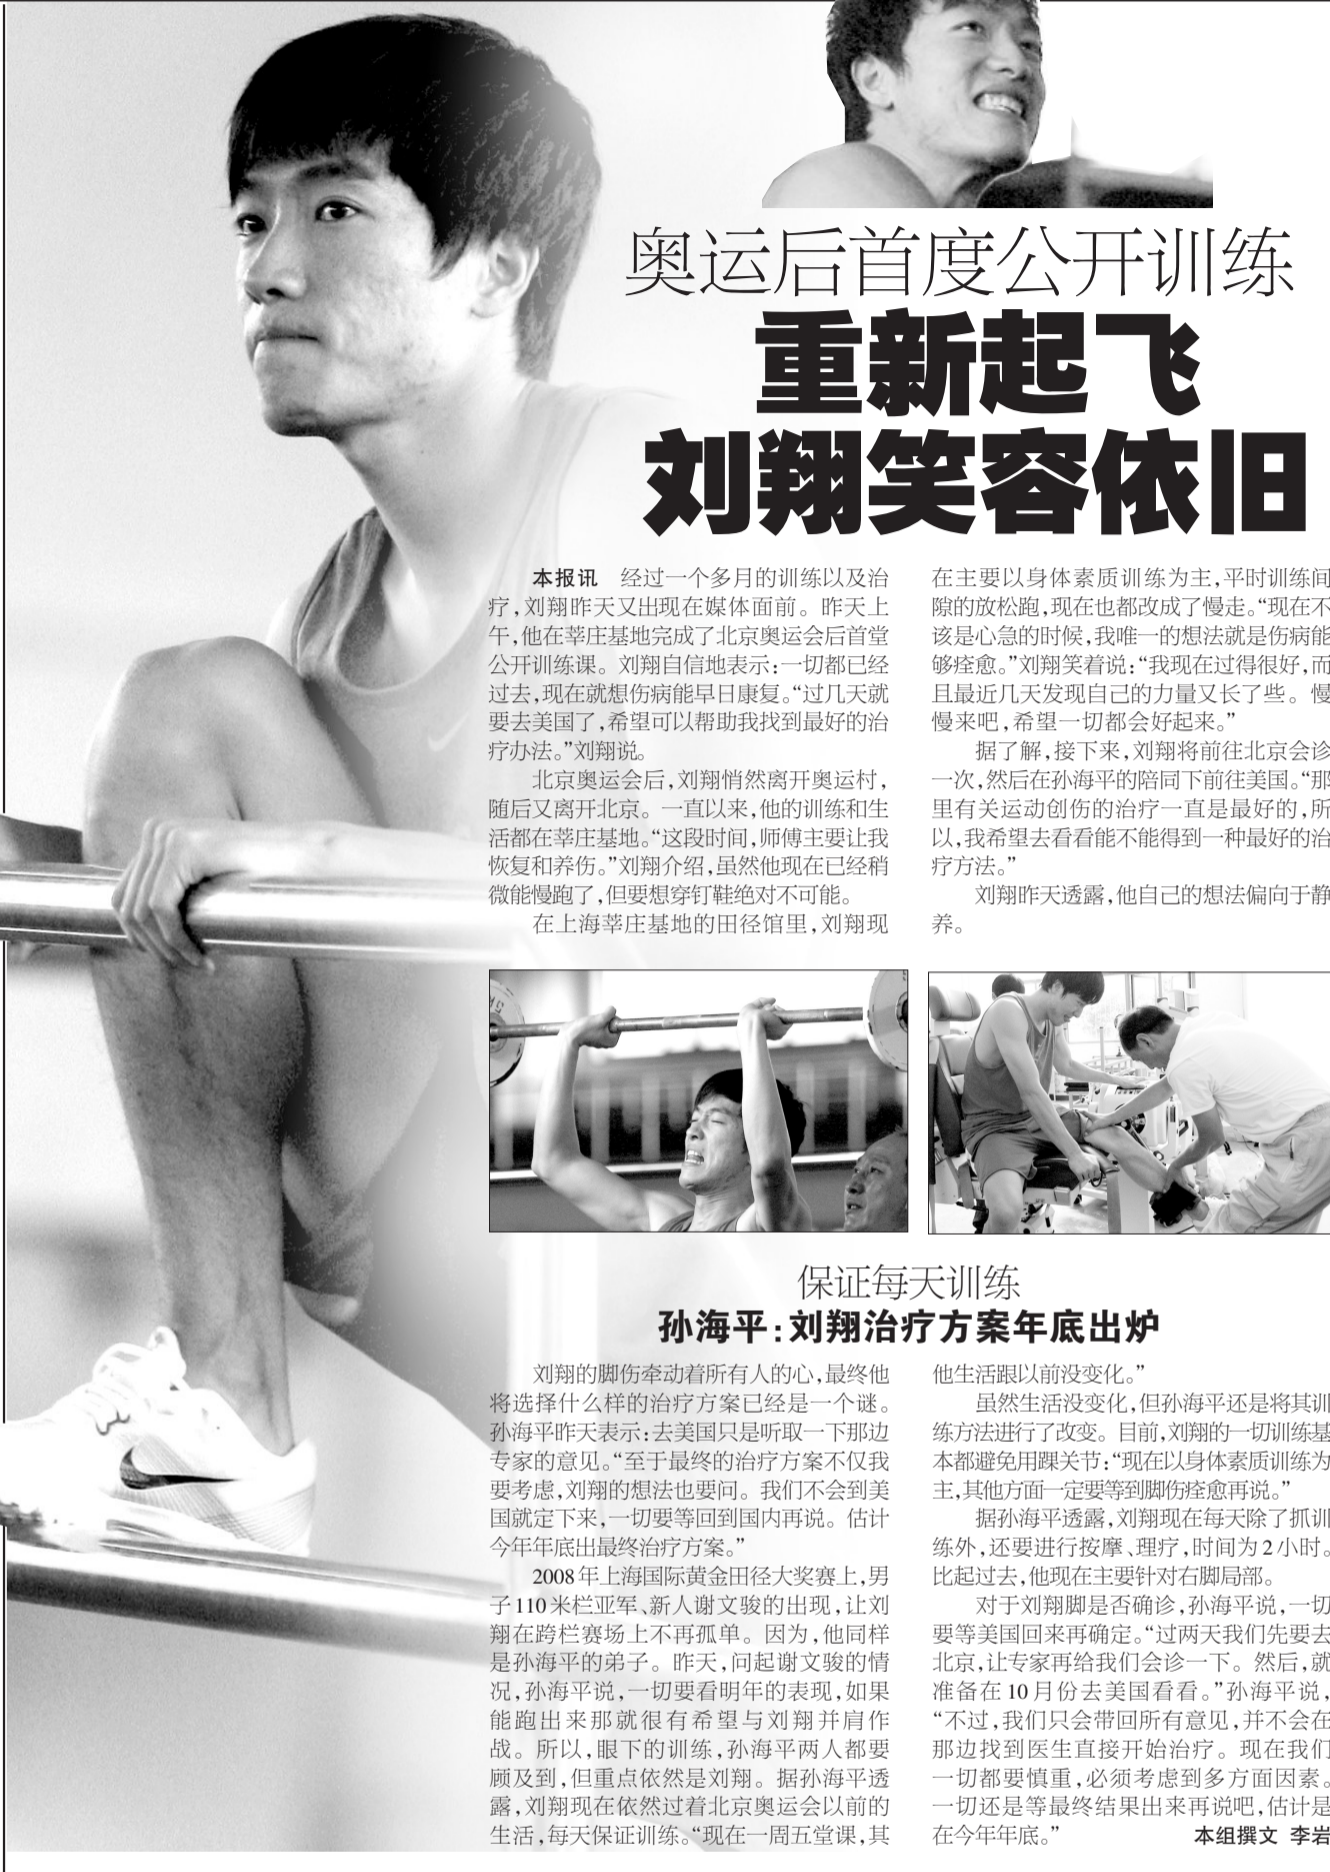 奥运后首度公开训练
重新起飞
刘翔笑容依旧
本报讯　经过一个多月的训练以及治
疗，刘翔昨天又出现在媒体面前。昨天上
午，他在莘庄基地完成了北京奥运会后首堂
公开训练课。刘翔自信地表示：一切都已经
过去，现在就想伤病能早日康复。“过几天就
要去美国了，希望可以帮助我找到最好的治
疗办法。”刘翔说。
北京奥运会后，刘翔悄然离开奥运村，
随后又离开北京。一直以来，他的训练和生
活都在莘庄基地。“这段时间，师傅主要让我
恢复和养伤。”刘翔介绍，虽然他现在已经稍
微能慢跑了，但要想穿钉鞋绝对不可能。
在上海莘庄基地的田径馆里，刘翔现
在主要以身体素质训练为主，平时训练间
隙的放松跑，现在也都改成了慢走。“现在不
该是心急的时候，我唯一的想法就是伤病能
够痊愈。”刘翔笑着说：“我现在过得很好，而
且最近几天发现自己的力量又长了些。慢
慢来吧，希望一切都会好起来。”
据了解，接下来，刘翔将前往北京会诊
一次，然后在孙海平的陪同下前往美国。“那
里有关运动创伤的治疗一直是最好的，所
以，我希望去看看能不能得到一种最好的治
疗方法。”
刘翔昨天透露，他自己的想法偏向于静
养。
保证每天训练
孙海平：刘翔治疗方案年底出炉
刘翔的脚伤牵动着所有人的心，最终他
将选择什么样的治疗方案已经是一个谜。
孙海平昨天表示：去美国只是听取一下那边
专家的意见。“至于最终的治疗方案不仅我
要考虑，刘翔的想法也要问。我们不会到美
国就定下来，一切要等回到国内再说。估计
今年年底出最终治疗方案。”
2008年上海国际黄金田径大奖赛上，男
子110米栏亚军、新人谢文骏的出现，让刘
翔在跨栏赛场上不再孤单。因为，他同样
是孙海平的弟子。昨天，问起谢文骏的情
况，孙海平说，一切要看明年的表现，如果
能跑出来那就很有希望与刘翔并肩作
战。所以，眼下的训练，孙海平两人都要
顾及到，但重点依然是刘翔。据孙海平透
露，刘翔现在依然过着北京奥运会以前的
生活，每天保证训练。“现在一周五堂课，其
他生活跟以前没变化。”
虽然生活没变化，但孙海平还是将其训
练方法进行了改变。目前，刘翔的一切训练基
本都避免用踝关节：“现在以身体素质训练为
主，其他方面一定要等到脚伤痊愈再说。”
据孙海平透露，刘翔现在每天除了抓训
练外，还要进行按摩、理疗，时间为2小时。
比起过去，他现在主要针对右脚局部。
对于刘翔脚是否确诊，孙海平说，一切
要等美国回来再确定。“过两天我们先要去
北京，让专家再给我们会诊一下。然后，就
准备在10月份去美国看看。”孙海平说，
“不过，我们只会带回所有意见，并不会在
那边找到医生直接开始治疗。现在我们
一切都要慎重，必须考虑到多方面因素。
一切还是等最终结果出来再说吧，估计是
在今年年底。”
本组撰文 李岩